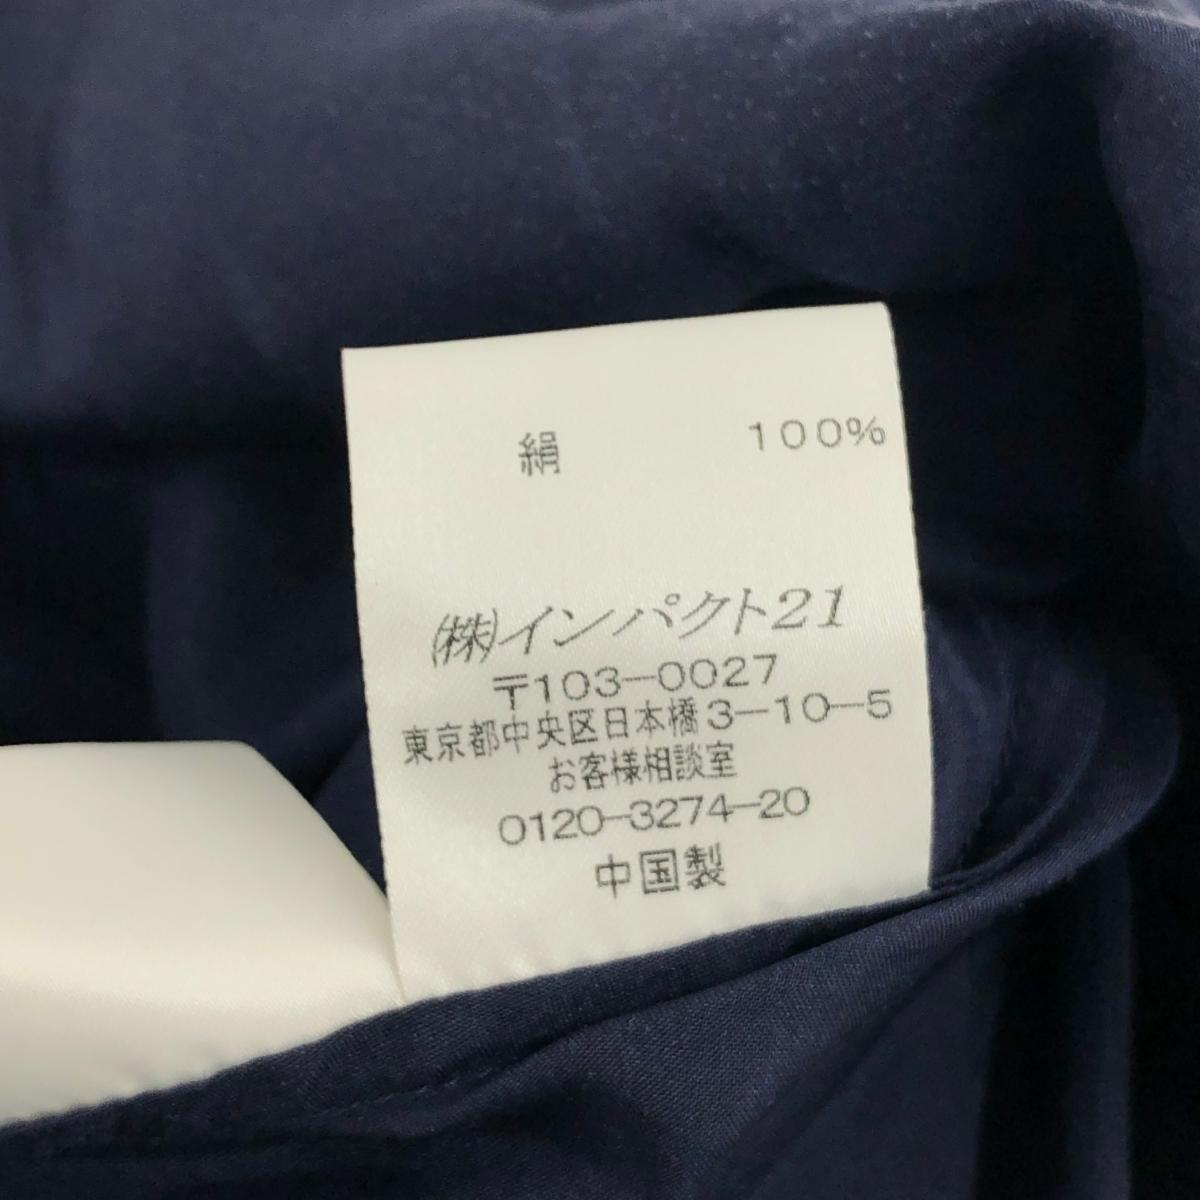 絹 100%
(株)インパクト21
〒103-0027
東京都中央区日本橋3-10-5
お客様相談室
0120-3274-20
中国製